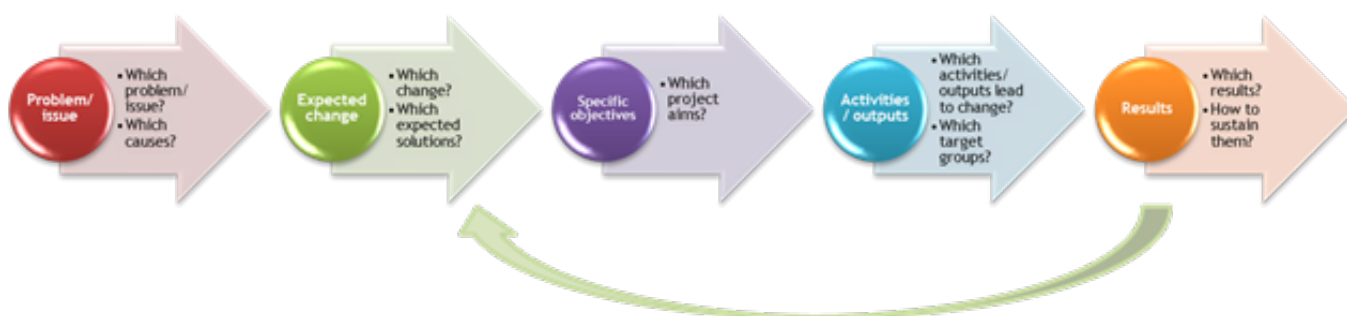 Problem/
issue
• Which
problem/
issue?
• Which
causes?
Expected
change
• Which
change?
• Which
expected
solutions?
Specific
objectives
• Which
project
aims?
Activities
/ outputs
• Which
activities/
outputs lead
to change?
• Which
target
groups?
Results
• Which
results?
• How to
sustain
them?